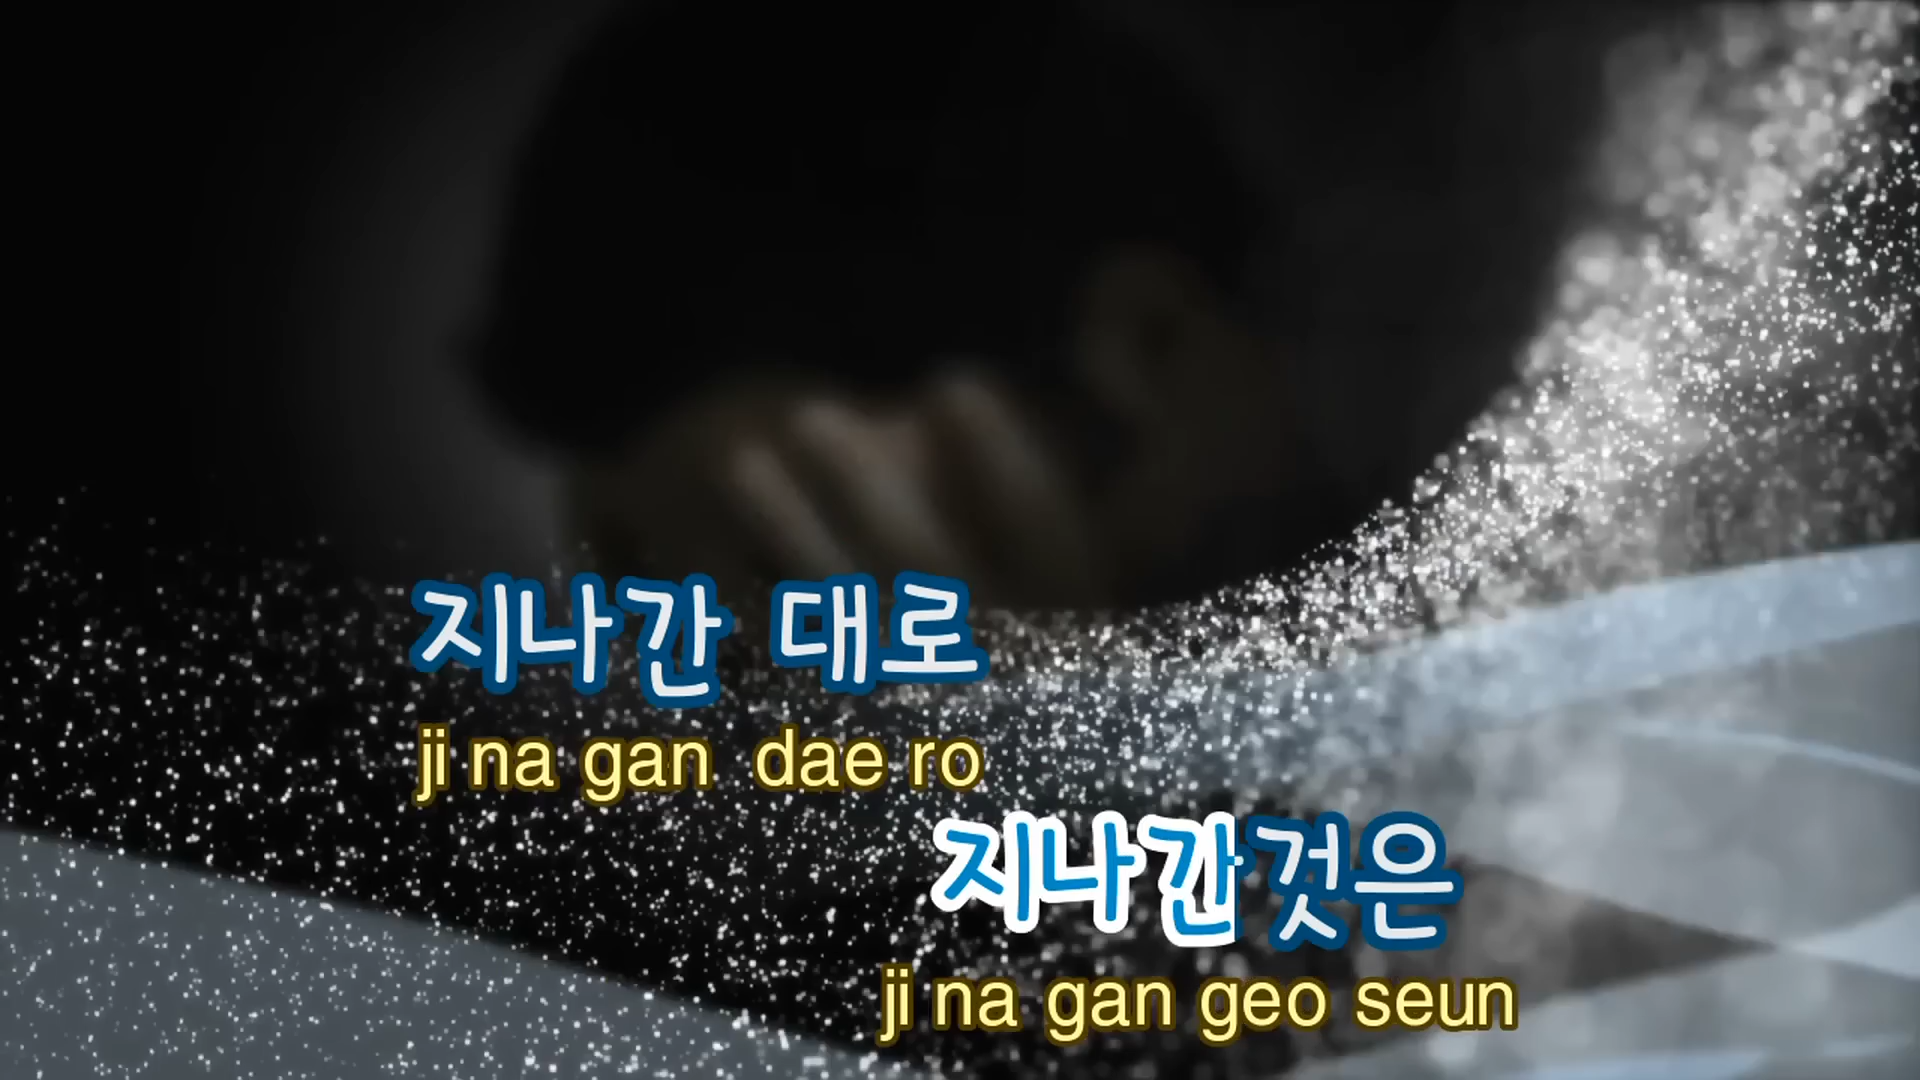 지나간 대로
ji na gan dae ro
지나간것은
ji na gan geo seun